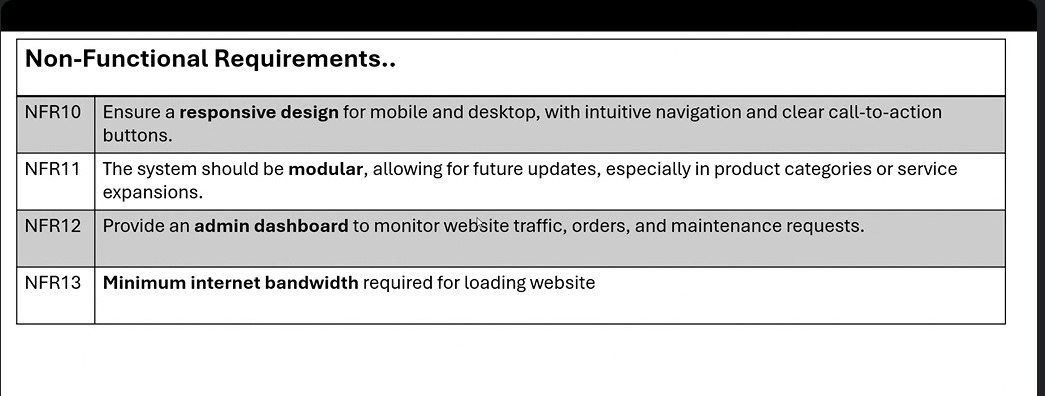 Non-Functional Requirements..
NFR10
Ensure a responsive design for mobile and desktop, with intuitive navigation and clear call-to-action
buttons.
NFR11
The system should be modular, allowing for future updates, especially in product categories or service
expansions.
NFR12
Provide an admin dashboard to monitor website traffic, orders, and maintenance requests.
NFR13
Minimum internet bandwidth required for loading website